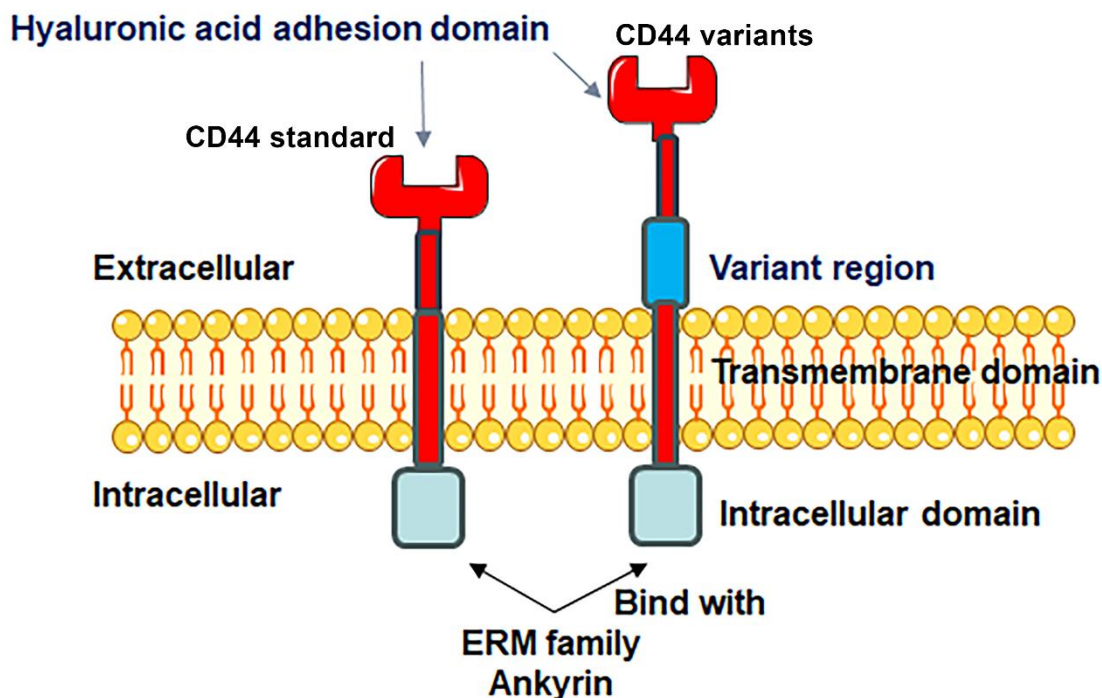 Hyaluronic acid adhesion domain
CD44 variants
CD44 standard
Extracellular
Variant region
Transmembrane domain
Intracellular
Intracellular domain
Bind with
ERM family
Ankyrin